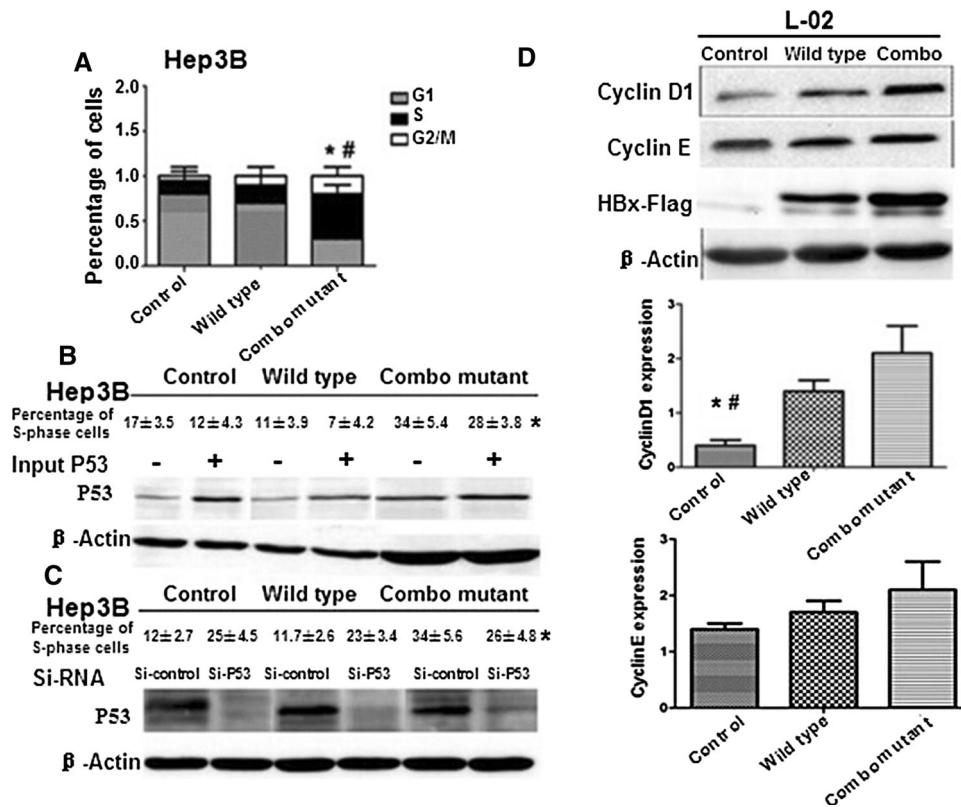 A
Hep3B
Percentage of cells
2.0
1.5
1.0
0.5
0.0
* #
G1
S
G2/M
Control
Wild type
Combomutant
B
Hep3B
Control Wild type Combo mutant
Percentage of S-phase cells
17±3.5 12±4.3 11±3.9 7±4.2 34±5.4 28±3.8 *
Input P53 - + - + - +
P53
β-Actin
C
Hep3B
Control Wild type Combo mutant
Percentage of S-phase cells
12±2.7 25±4.5 11.7±2.6 23±3.4 34±5.6 26±4.8 *
Si-RNA Si-control Si-P53 Si-control Si-P53 Si-control Si-P53
P53
β-Actin
D
L-02
Control Wild type Combo
Cyclin D1
Cyclin E
HBx-Flag
β-Actin
CyclinD1 expression
3
2
1
0
* #
Control
Wild type
Combomutant
CyclinE expression
3
2
1
0
Control
Wild type
Combomutant